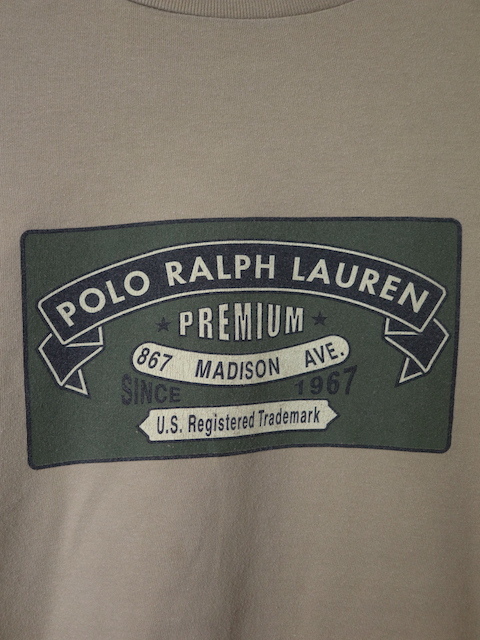 POLO RALPH LAUREN
PREMIUM
867 MADISON AVE.
SINCE 1967
U.S. Registered Trademark